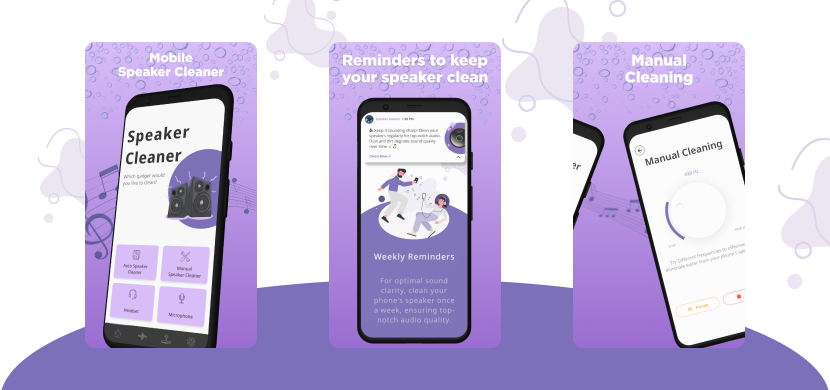 Mobile
Speaker Cleaner
Speaker
Cleaner
Which gadget would
you like to clean?
Auto Speaker
Cleaner
Manual
Speaker Cleaner
Headset
Microphone
Reminders to keep
your speaker clean
Speaker Cleaner 1:36 PM
Keep it sounding sharp! Clean your
speakers regularly for top-notch audio.
Dust and dirt degrade sound quality
over time.
Clean Now
Weekly Reminders
For optimal sound
clarity, clean your
phone's speaker once
a week, ensuring top-
notch audio quality.
Manual
Cleaning
er
Manual Cleaning
Try Different frequencies to effective
eliminate water from your phone's spe
Pause